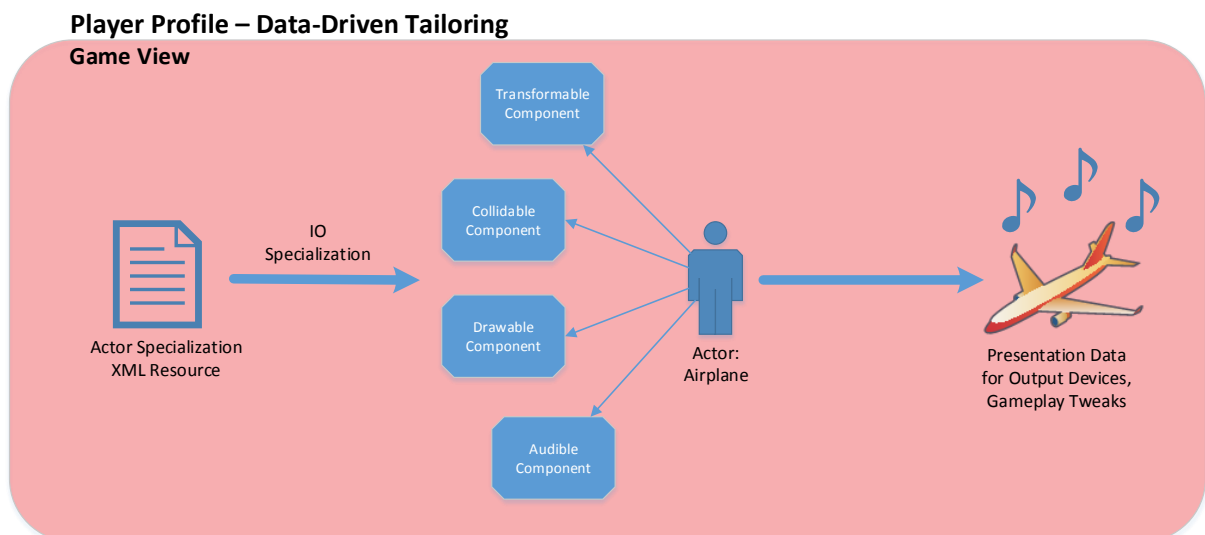 Player Profile – Data-Driven Tailoring
Game View
Transformable
Component
Collidable
Component
IO
Specialization
Drawable
Component
Actor Specialization
XML Resource
Actor:
Airplane
Presentation Data
for Output Devices,
Gameplay Tweaks
Audible
Component